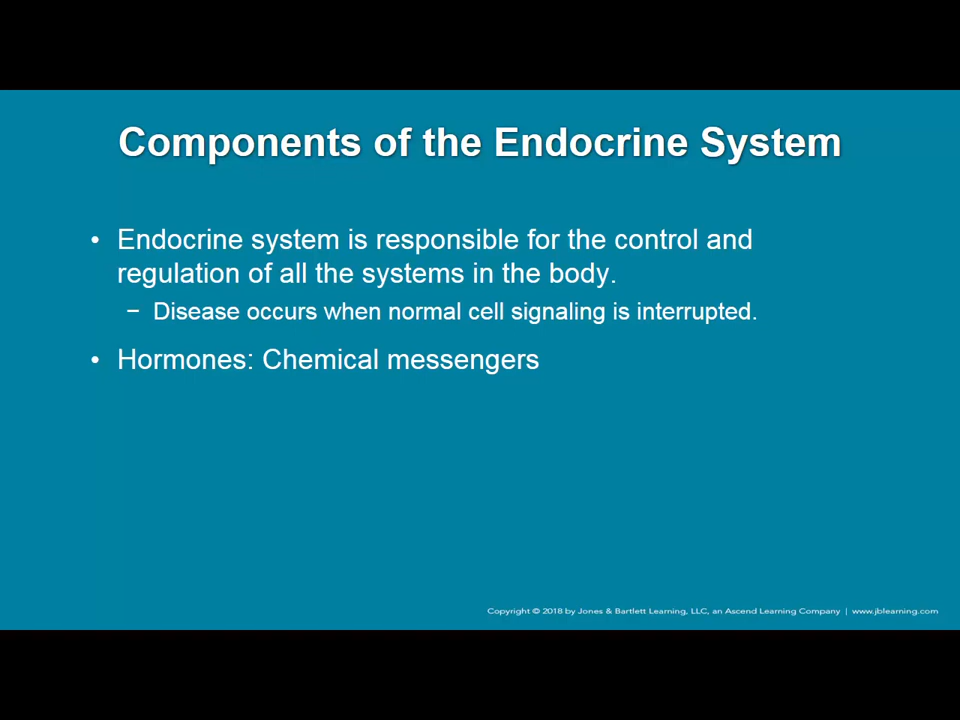 Components of the Endocrine System
• Endocrine system is responsible for the control and
regulation of all the systems in the body.
− Disease occurs when normal cell signaling is interrupted.
• Hormones: Chemical messengers
Copyright © 2018 by Jones & Bartlett Learning, LLC, an Ascend Learning Company | www.jblearning.com